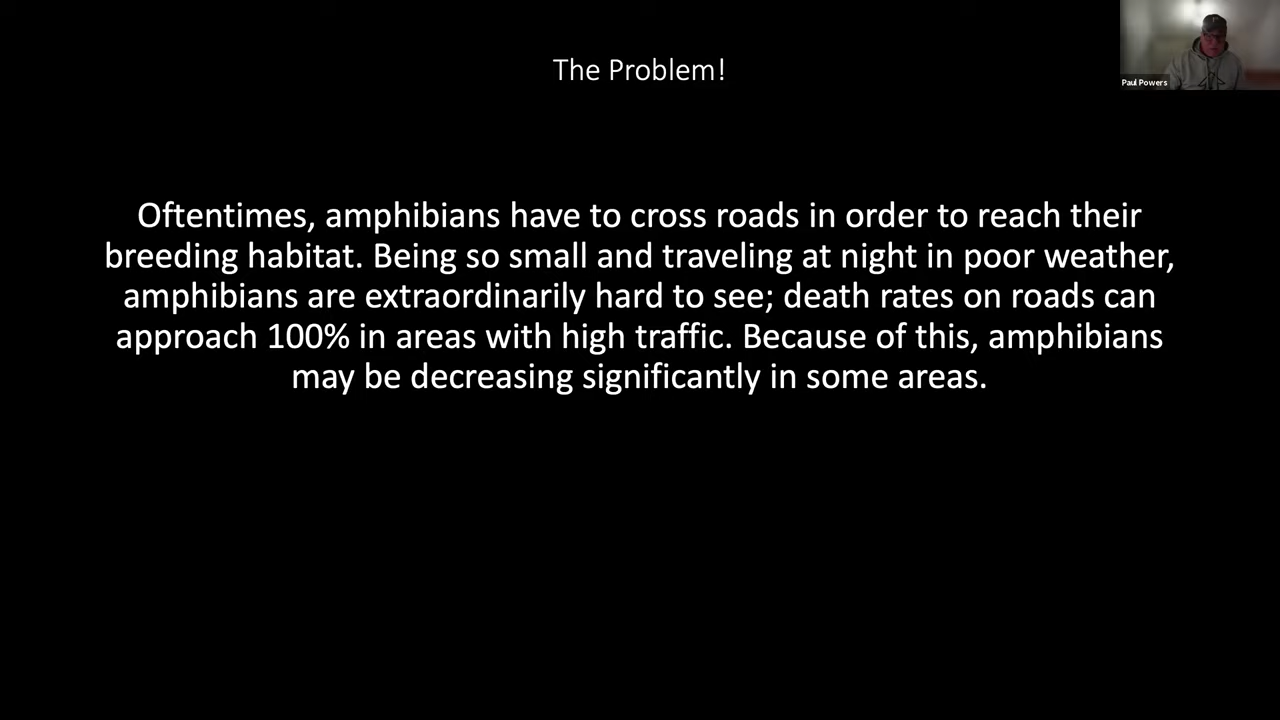 The Problem!
Paul Powers
Oftentimes, amphibians have to cross roads in order to reach their
breeding habitat. Being so small and traveling at night in poor weather,
amphibians are extraordinarily hard to see; death rates on roads can
approach 100% in areas with high traffic. Because of this, amphibians
may be decreasing significantly in some areas.